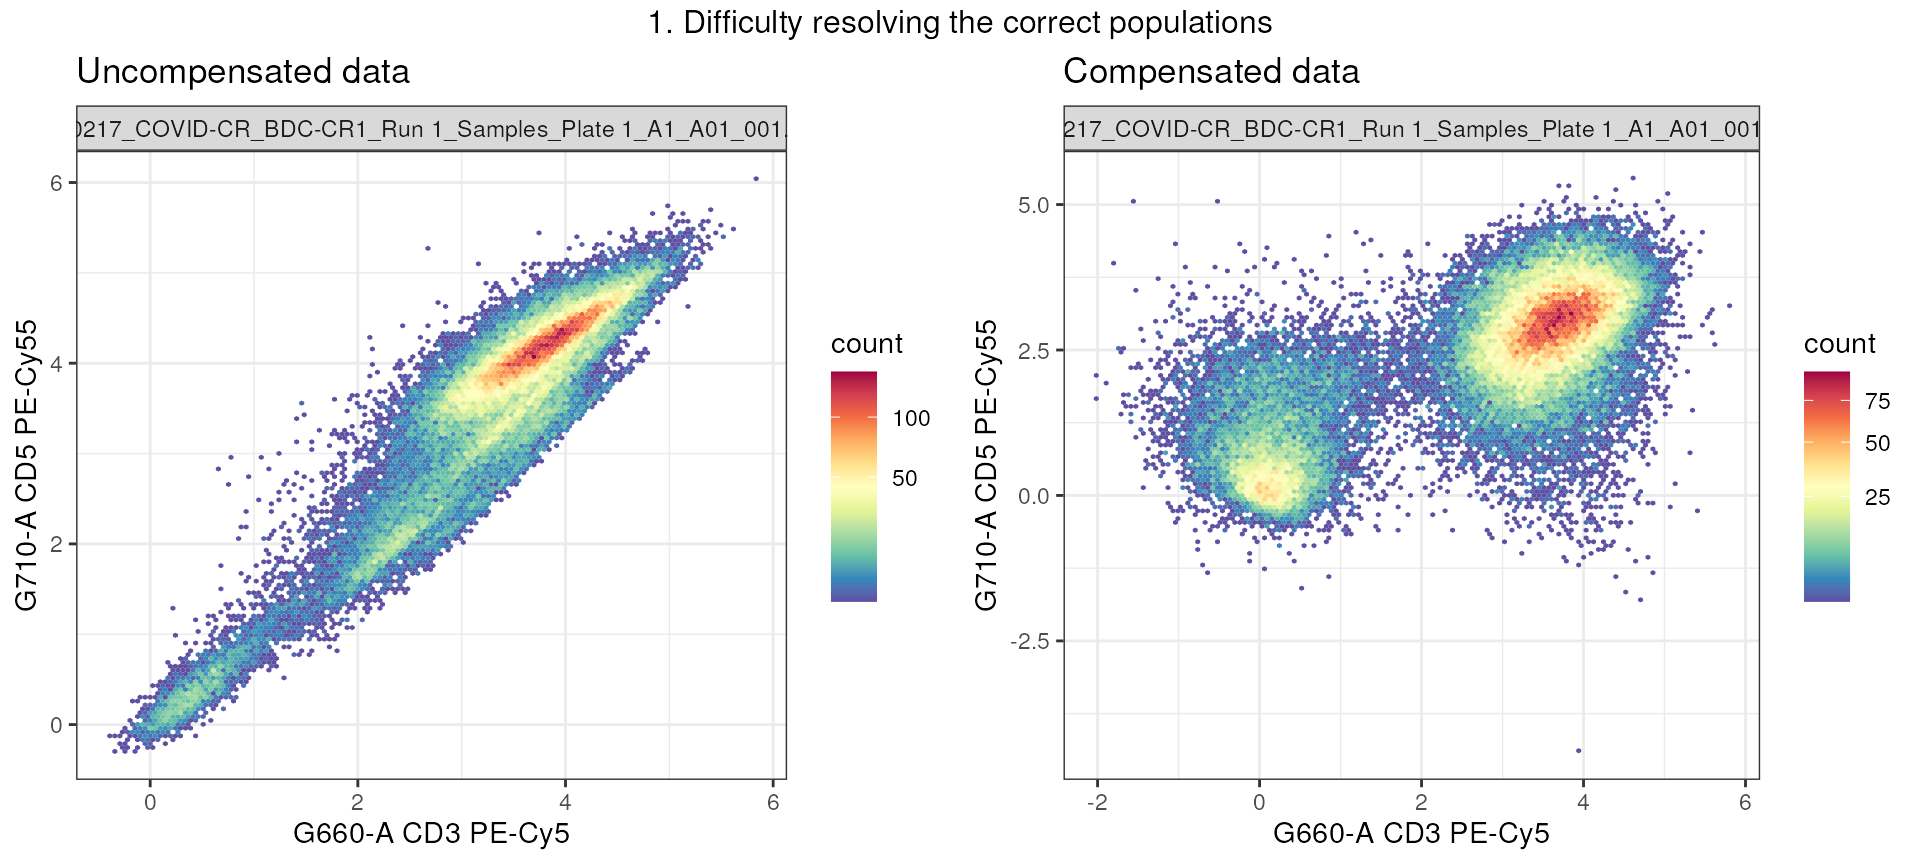 1. Difficulty resolving the correct populations
Uncompensated data
0217_COVID-CR_BDC-CR1_Run 1_Samples_Plate 1_A1_A01_001.
6
4
2
0
0
2
4
6
G710-A CD5 PE-Cy55
G660-A CD3 PE-Cy5
count
100
50
Compensated data
217_COVID-CR_BDC-CR1_Run 1_Samples_Plate 1_A1_A01_001
5.0
2.5
0.0
-2.5
-2
0
2
4
6
G710-A CD5 PE-Cy55
G660-A CD3 PE-Cy5
count
75
50
25